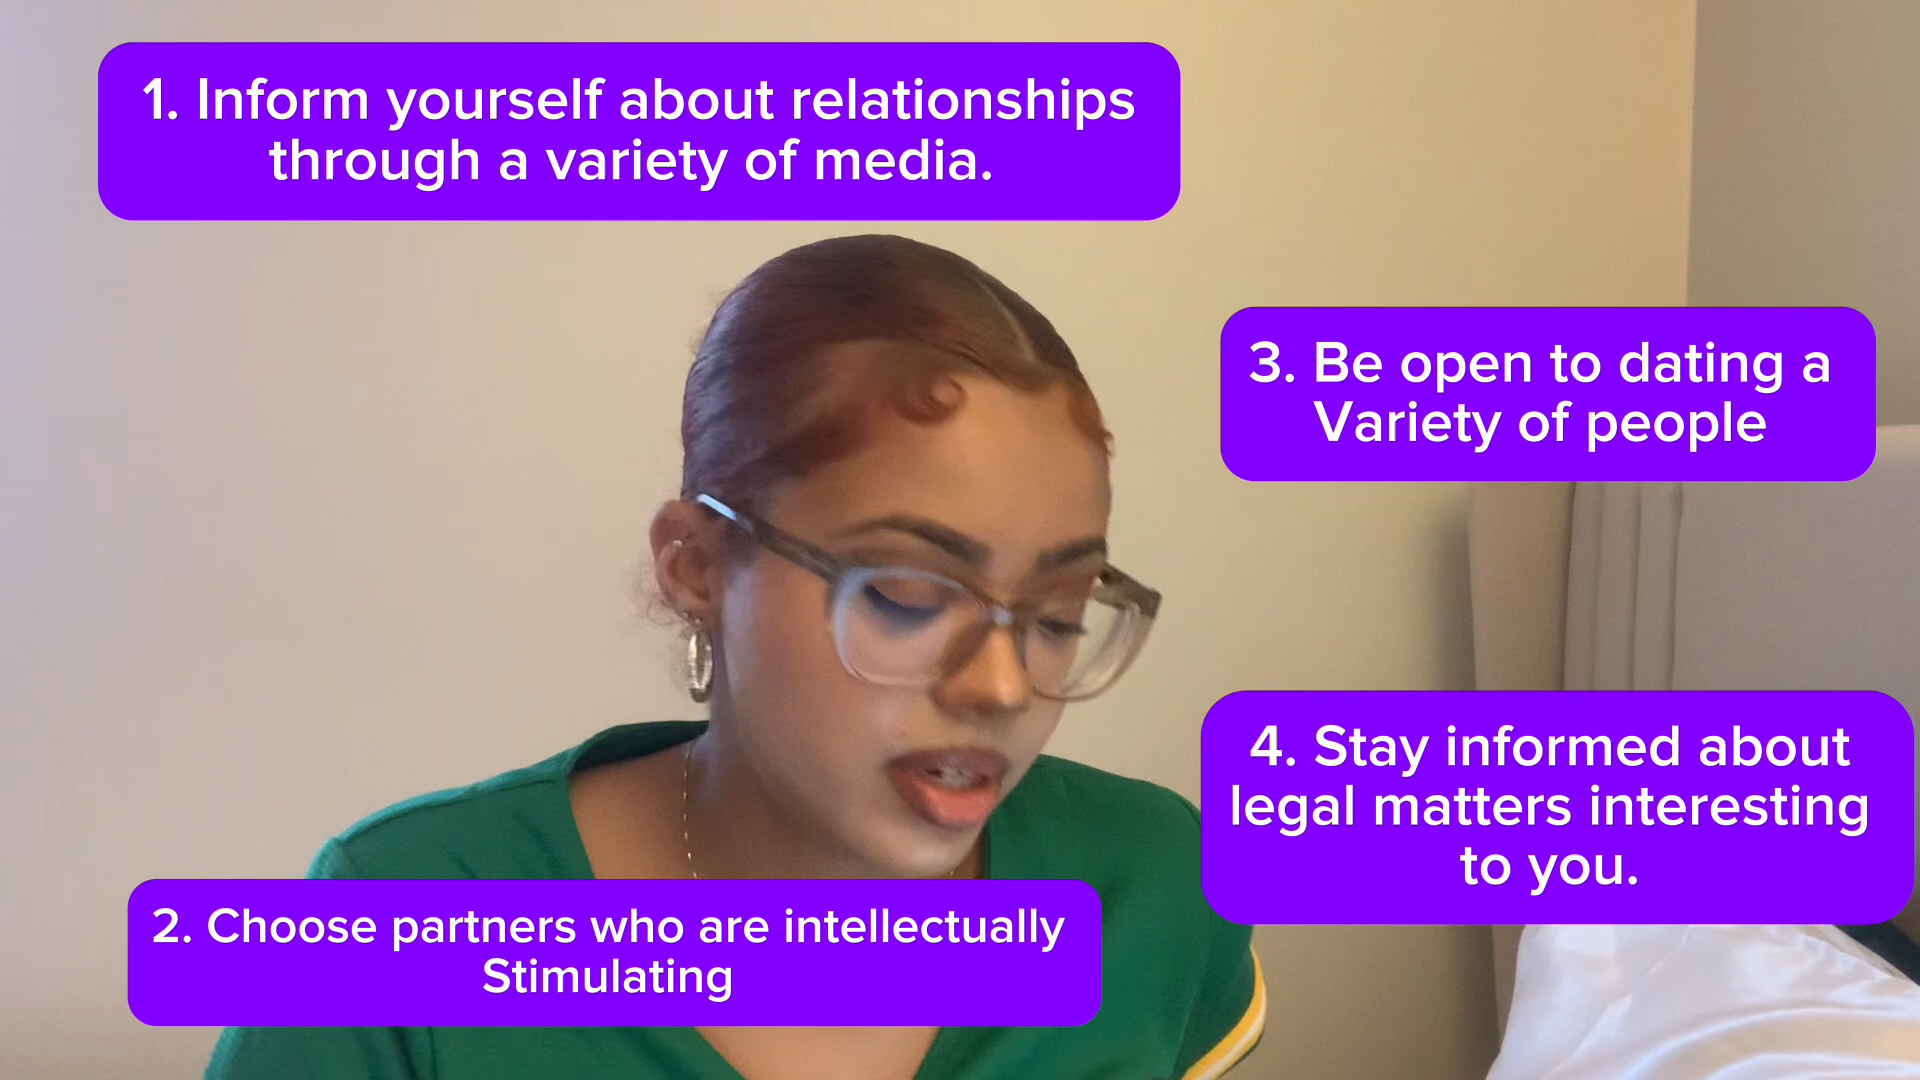 1. Inform yourself about relationships
through a variety of media.
2. Choose partners who are intellectually
Stimulating
3. Be open to dating a
Variety of people
4. Stay informed about
legal matters interesting
to you.